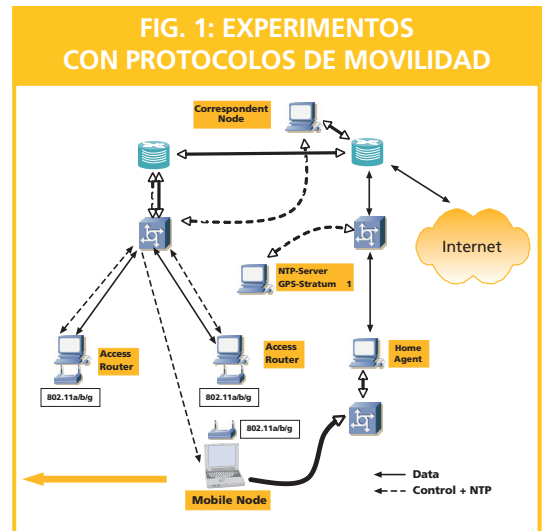 FIG. 1: EXPERIMENTOS
CON PROTOCOLOS DE MOVILIDAD
Correspondent
Node
Internet
NTP-Server
GPS-Stratum 1
Access
Router
802.11a/b/g
Access
Router
802.11a/b/g
Home
Agent
802.11a/b/g
Mobile Node
Data
Control + NTP